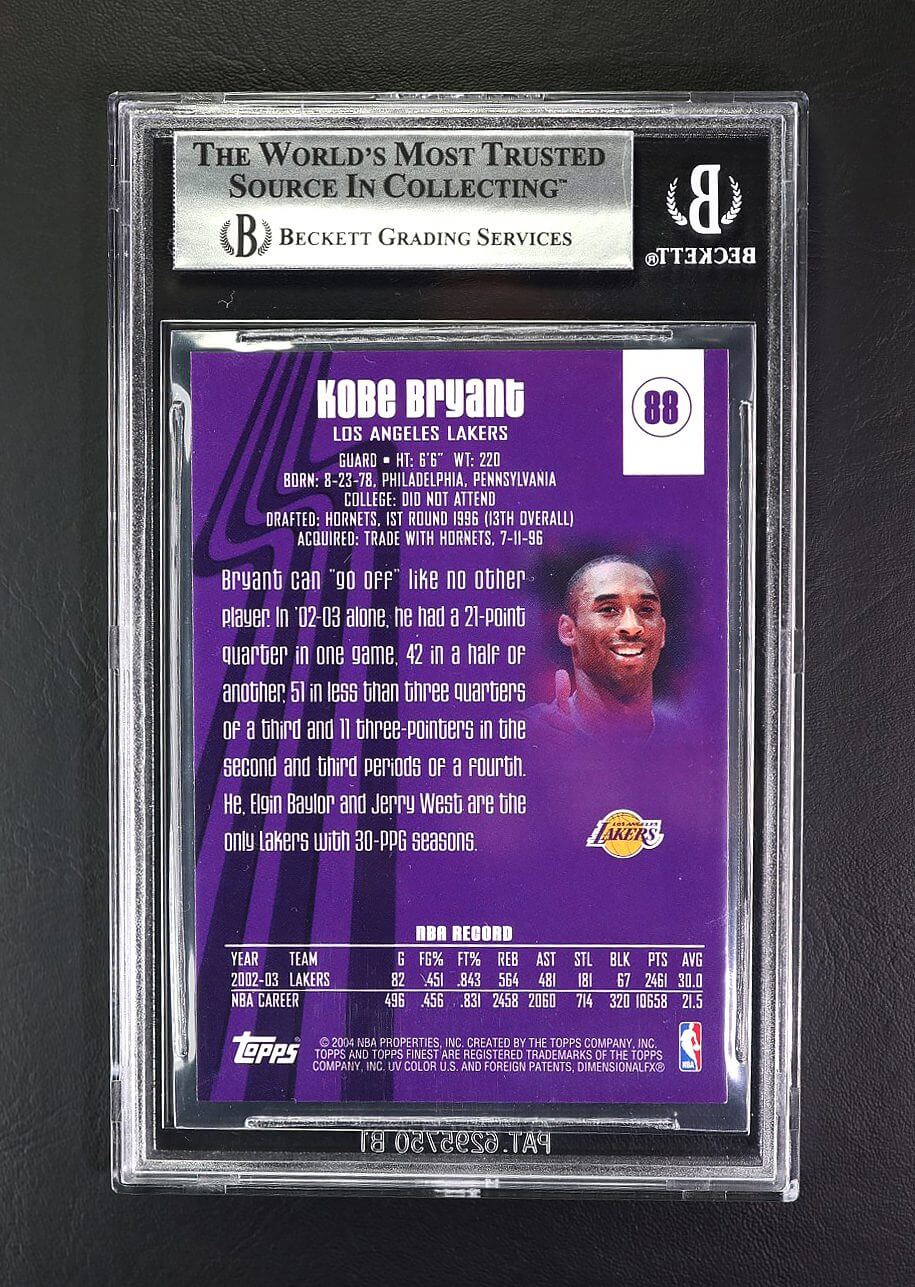 THE WORLD'S MOST TRUSTED
SOURCE IN COLLECTING™
B BECKETT GRADING SERVICES
B
BECKETT®
KOBE BRYANT
88
LOS ANGELES LAKERS
GUARD • HT: 6'6" WT: 220
BORN: 8-23-78, PHILADELPHIA, PENNSYLVANIA
COLLEGE: DID NOT ATTEND
DRAFTED: HORNETS, 1ST ROUND 1996 (13TH OVERALL)
ACQUIRED: TRADE WITH HORNETS, 7-11-96
Bryant can "go off" like no other
player. In '02-03 alone, he had a 21-point
quarter in one game, 42 in a half of
another, 51 in less than three quarters
of a third and 11 three-pointers in the
second and third periods of a fourth.
He, Elgin Baylor and Jerry West are the
only Lakers with 30-PPG seasons.
LOS ANGELES
LAKERS
NBA RECORD
YEAR TEAM G FG% FT% REB AST STL BLK PTS AVG
2002-03 LAKERS 82 .451 .843 564 481 181 67 2461 30.0
NBA CAREER 496 .456 .831 2458 2060 714 320 10658 21.5
topps
© 2004 NBA PROPERTIES, INC. CREATED BY THE TOPPS COMPANY, INC.
TOPPS AND TOPPS FINEST ARE REGISTERED TRADEMARKS OF THE TOPPS
COMPANY, INC. UV COLOR U.S. AND FOREIGN PATENTS, DIMENSIONALFX®
NBA
PAT. 6295750 B1